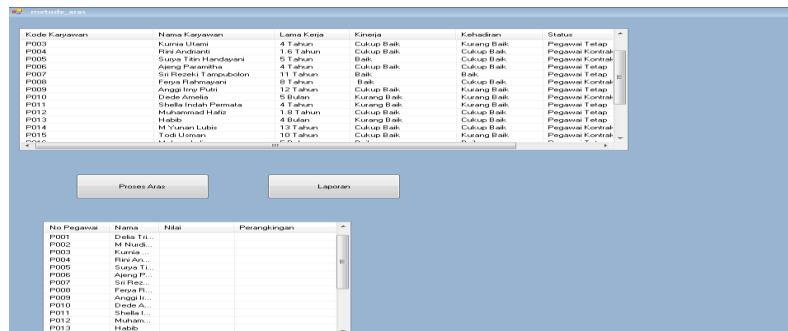 metode_aras
Kode Karyawan Nama Karyawan Lama Kerja Kinerja Kehadiran Status
P003 Kurnia Utami 4 Tahun Cukup Baik Kurang Baik Pegawai Tetap
P004 Rini Andrianti 1.6 Tahun Cukup Baik Cukup Baik Pegawai Kontrak
P005 Surya Titin Handayani 5 Tahun Baik Cukup Baik Pegawai Kontrak
P006 Ajeng Paramitha 4 Tahun Cukup Baik Cukup Baik Pegawai Tetap
P007 Sri Rezeki Tampubolon 11 Tahun Baik Baik Pegawai Tetap
P008 Ferya Rahmayani 8 Tahun Baik Cukup Baik Pegawai Kontrak
P009 Anggi Irny Putri 12 Tahun Cukup Baik Kurang Baik Pegawai Tetap
P010 Dede Amelia 5 Bulan Kurang Baik Kurang Baik Pegawai Kontrak
P011 Shella Indah Permata 4 Tahun Kurang Baik Kurang Baik Pegawai Tetap
P012 Muhammad Hafiz 1.8 Tahun Cukup Baik Kurang Baik Pegawai Tetap
P013 Habib 4 Bulan Kurang Baik Cukup Baik Pegawai Tetap
P014 M Yunan Lubis 13 Tahun Cukup Baik Cukup Baik Pegawai Kontrak
P015 Todi Usman 10 Tahun Cukup Baik Kurang Baik Pegawai Kontrak
Proses Aras Laporan
No Pegawai Nama Nilai Perangkingan
P001 Delia Tri...
P002 M Nurdi...
P003 Kurnia ...
P004 Rini An...
P005 Surya Ti...
P006 Ajeng P...
P007 Sri Rez...
P008 Ferya R...
P009 Anggi Ir...
P010 Dede A...
P011 Shella I...
P012 Muham...
P013 Habib